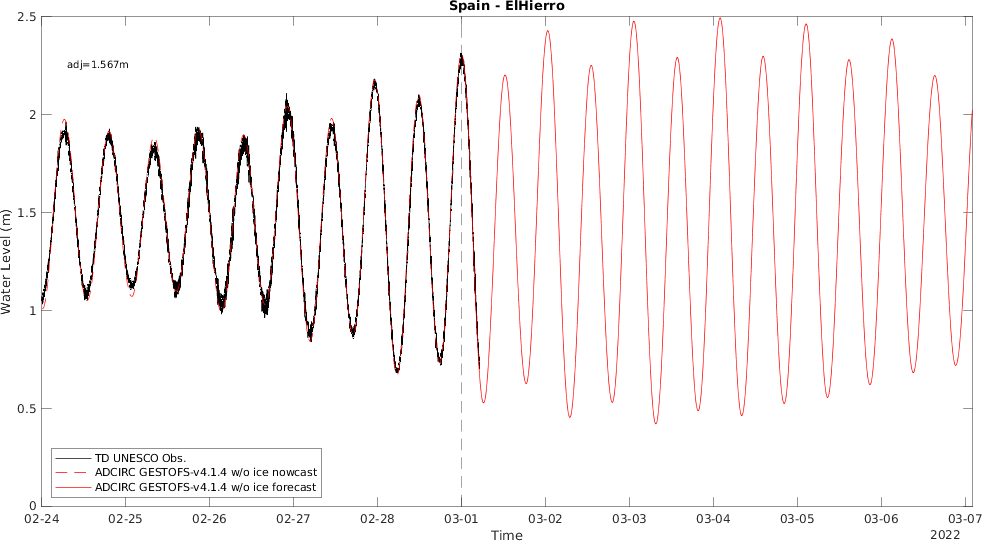 Spain - ElHierro
adj=1.567m
Water Level (m)
2.5
2
1.5
1
0.5
0
TD UNESCO Obs.
ADCIRC GESTOFS-v4.1.4 w/o ice nowcast
ADCIRC GESTOFS-v4.1.4 w/o ice forecast
02-24 02-25 02-26 02-27 02-28 03-01 03-02 03-03 03-04 03-05 03-06 03-07
Time
2022